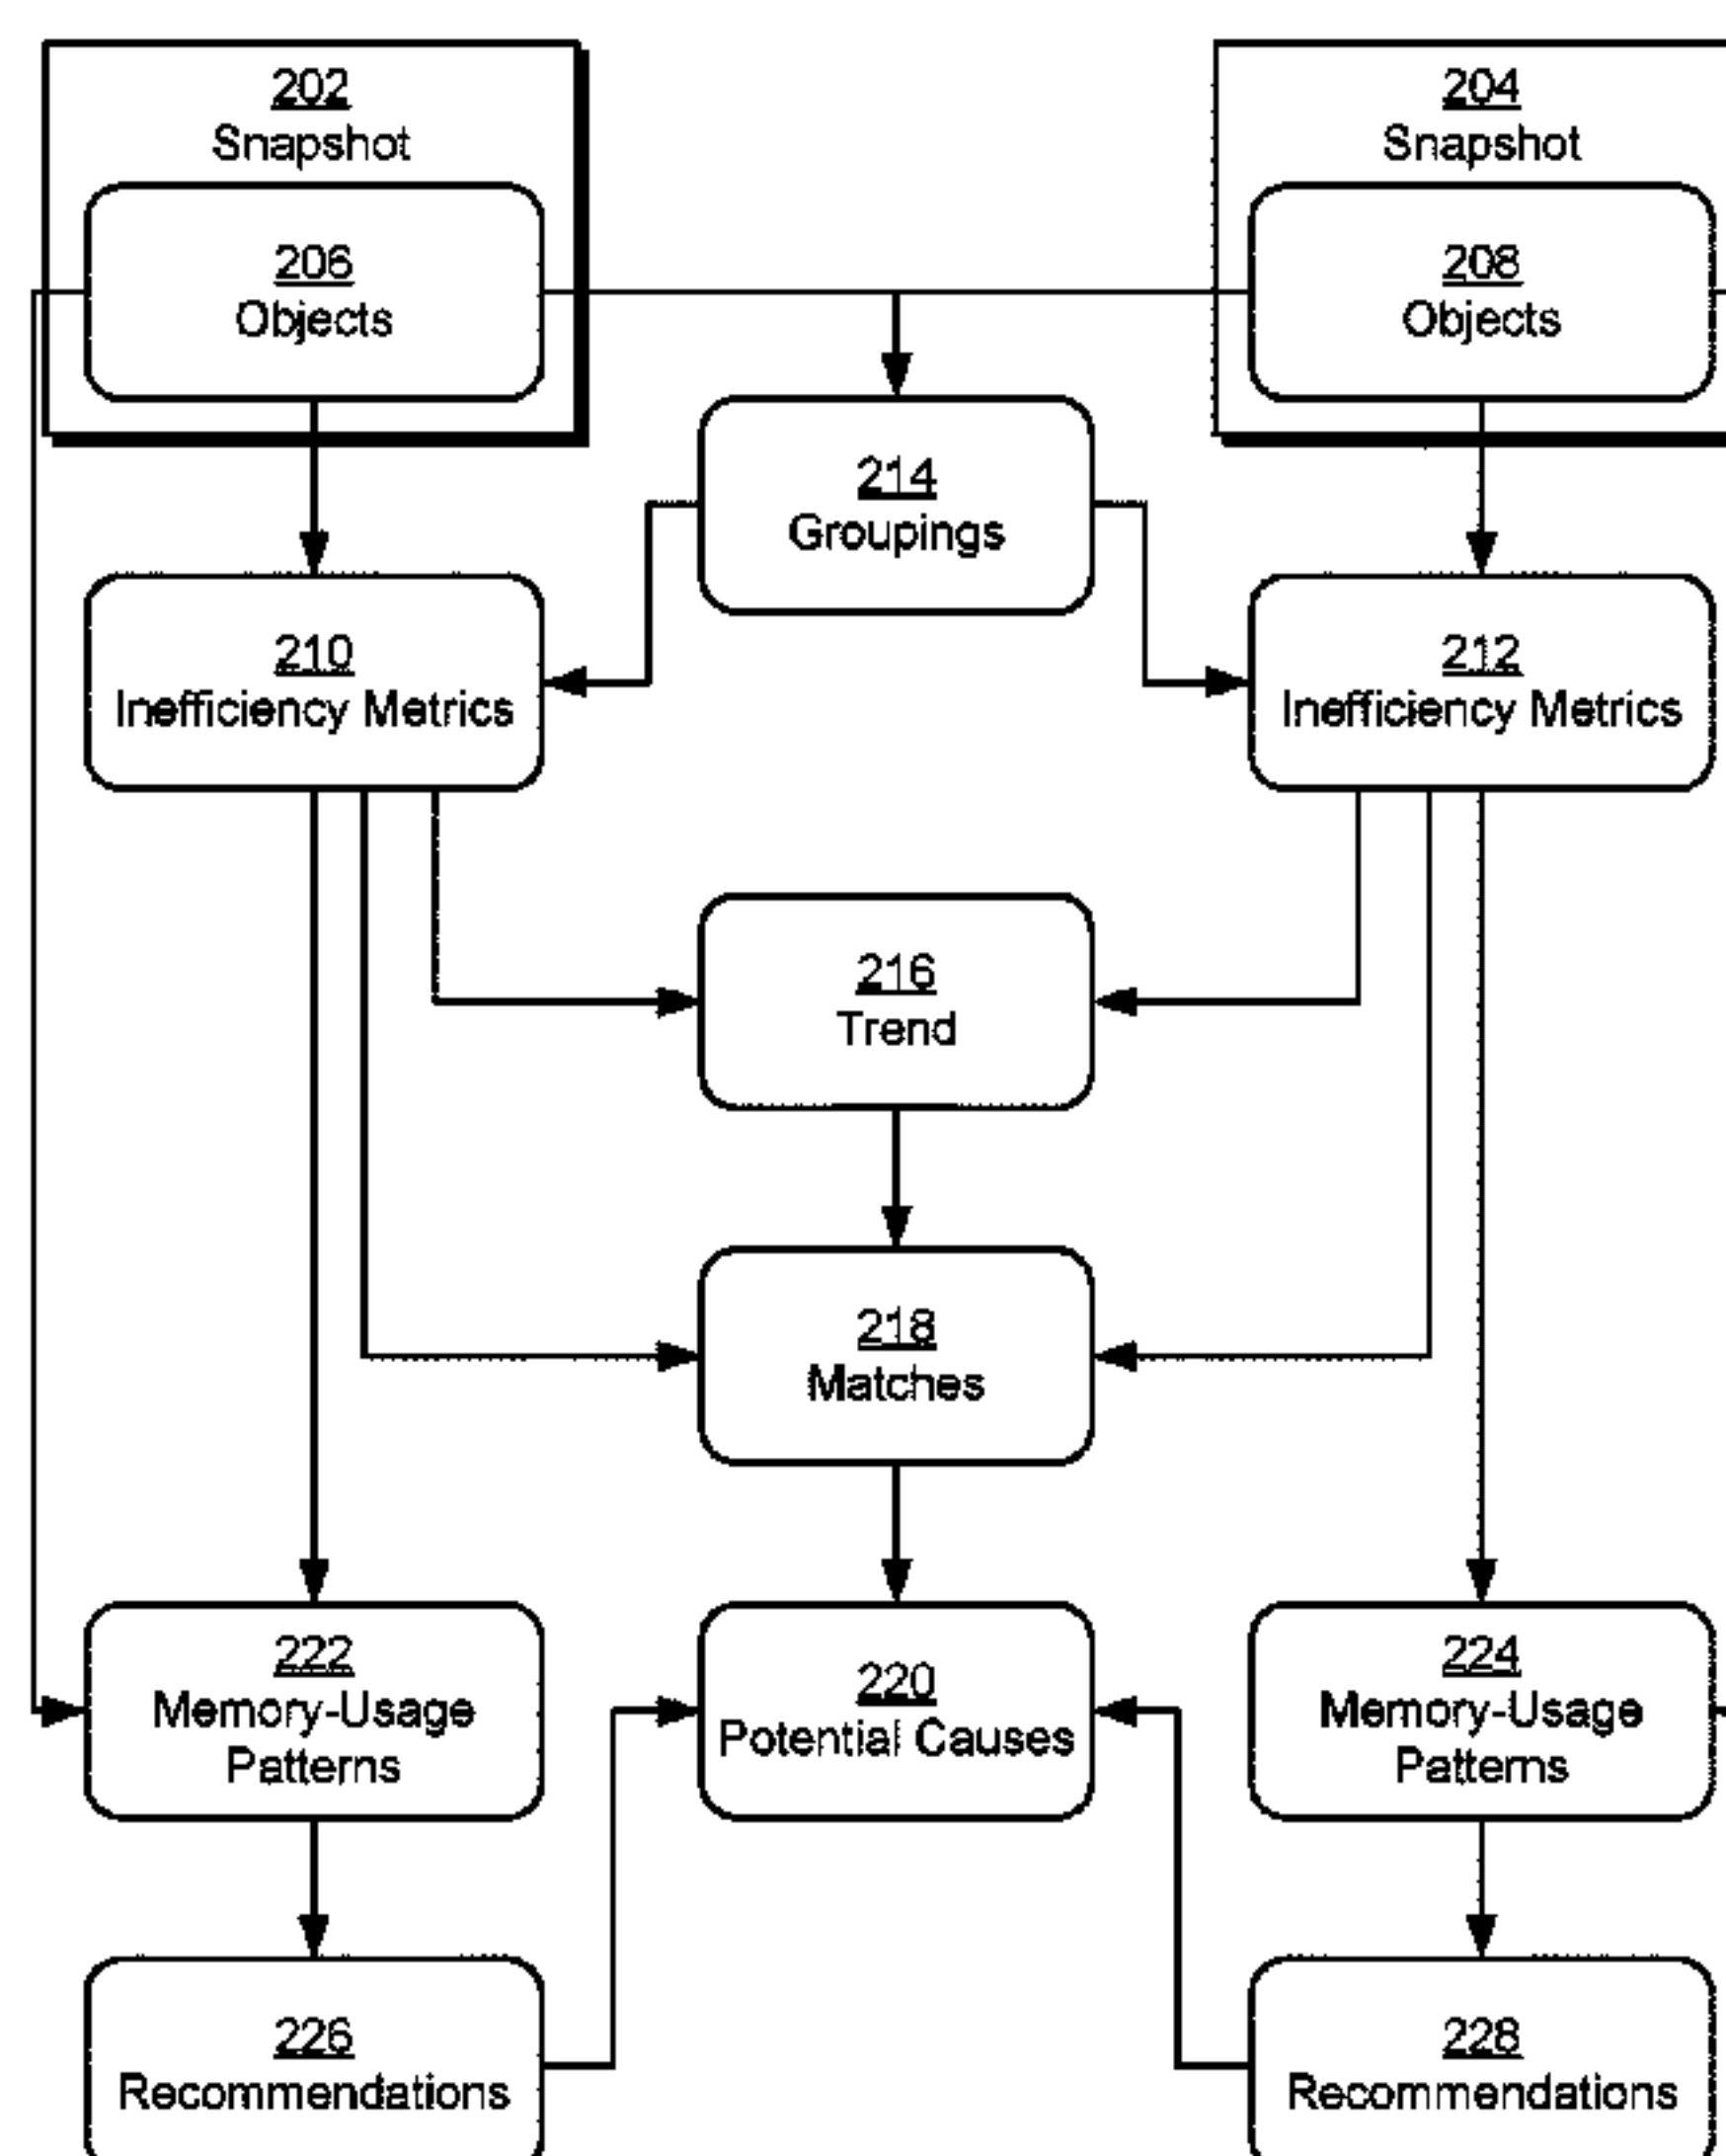 202
Snapshot
204
Snapshot
206
Objects
208
Objects
214
Groupings
210
Inefficiency Metrics
212
Inefficiency Metrics
216
Trend
218
Matches
222
Memory-Usage
Patterns
220
Potential Causes
224
Memory-Usage
Patterns
226
Recommendations
228
Recommendations